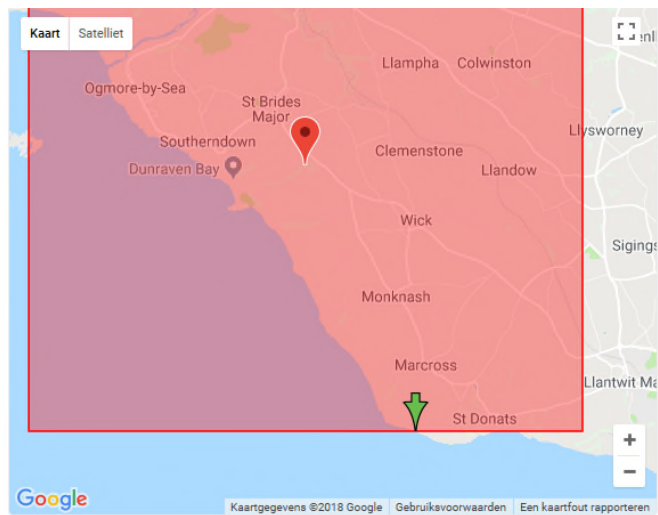 Kaart Satelliet
enl
Llampha Colwinston
Ogmore-by-Sea
St Brides
Major
Llysworney
Southerndown
Clemenstone
Dunraven Bay
Llandow
Wick
Sigings
Monknash
Marcross
Llantwit Ma
St Donats
+
−
Google
Kaartgegevens ©2018 Google Gebruiksvoorwaarden Een kaartfout rapporteren